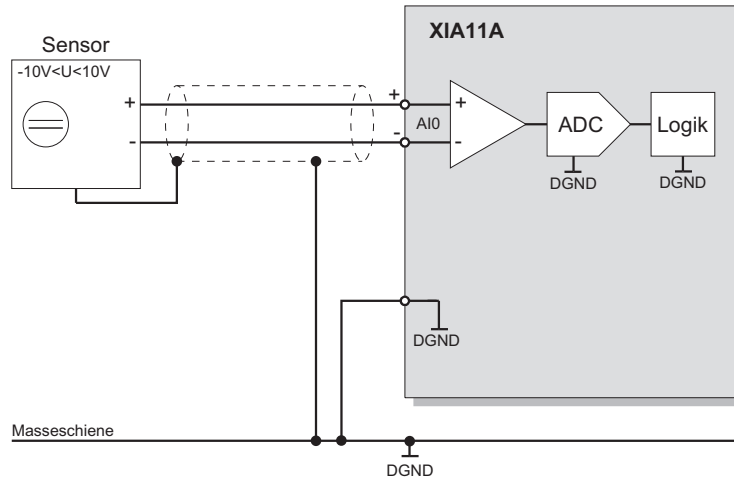 XIA11A
Sensor
-10V<U<10V
+
-
+
-
AI0
+
-
ADC
Logik
DGND
DGND
DGND
Masseschiene
DGND